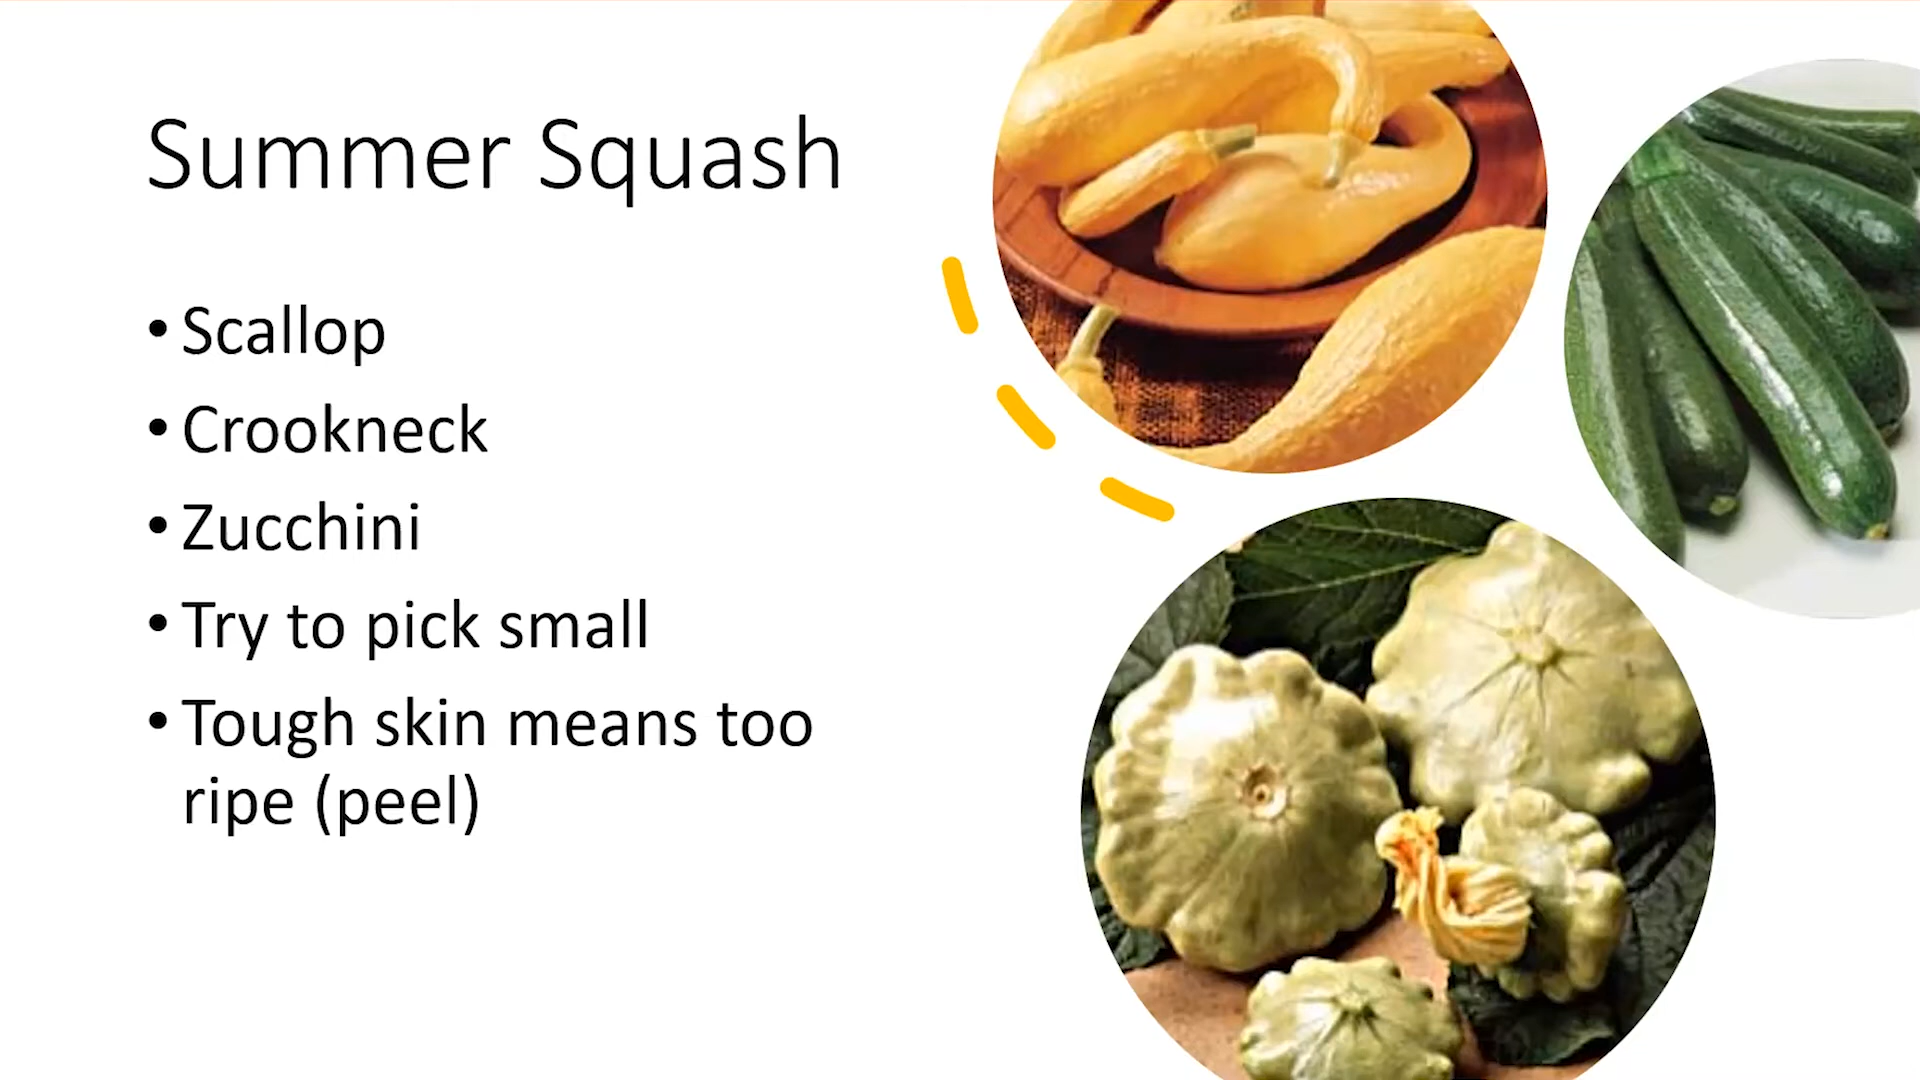 Summer Squash
• Scallop
• Crookneck
• Zucchini
• Try to pick small
• Tough skin means too
ripe (peel)